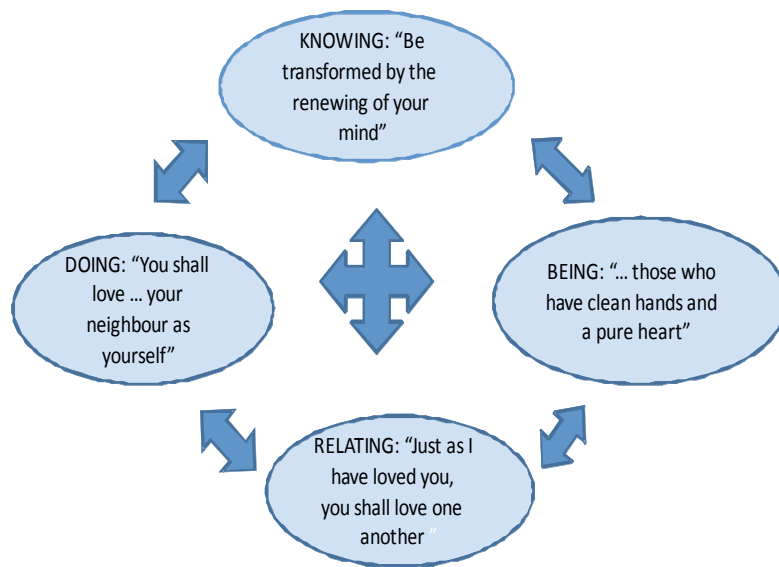 KNOWING: “Be
transformed by the
renewing of your
mind”
DOING: “You shall
love … your
neighbour as
yourself”
BEING: “… those who
have clean hands and
a pure heart”
RELATING: “Just as I
have loved you,
you shall love one
another ”